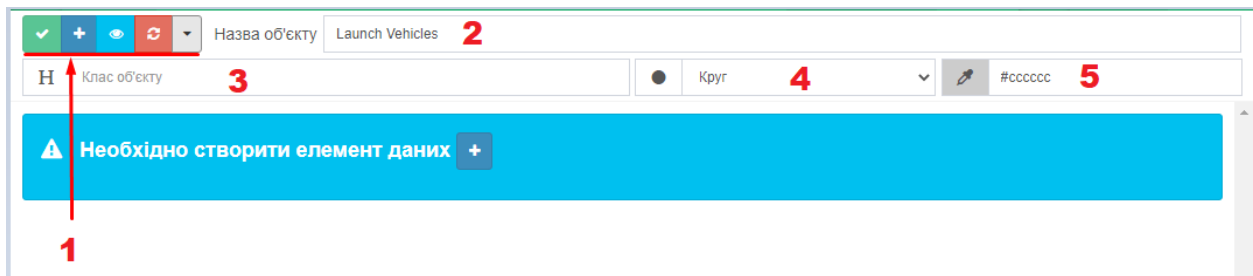 Назва об'єкту Launch Vehicles 2
H Клас об'єкту 3 Круг 4 #cccccc 5
Необхідно створити елемент даних +
1